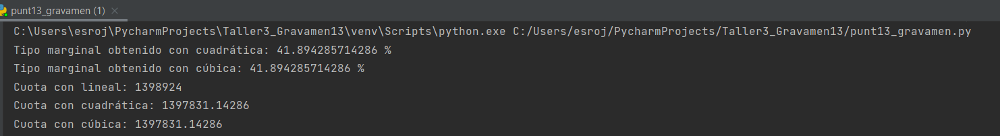 punt13_gravamen (1)
C:\Users\esroj\PycharmProjects\Taller3_Gravamen13\venv\Scripts\python.exe C:/Users/esroj/PycharmProjects/Taller3_Gravamen13/punt13_gravamen.py
Tipo marginal obtenido con cuadrática: 41.894285714286 %
Tipo marginal obtenido con cúbica: 41.894285714286 %
Cuota con lineal: 1398924
Cuota con cuadrática: 1397831.14286
Cuota con cúbica: 1397831.14286